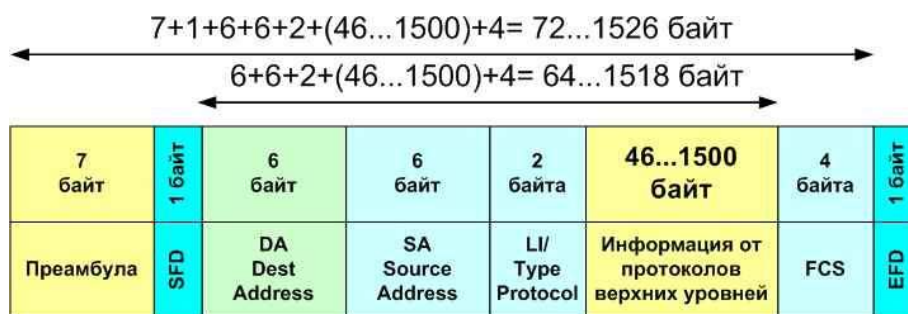 7+1+6+6+2+(46...1500)+4= 72...1526 байт
6+6+2+(46...1500)+4= 64...1518 байт
7 байт
1 байт
6 байт
6 байт
2 байта
46...1500 байт
4 байта
1 байт
Преамбула
SFD
DA
Dest
Address
SA
Source
Address
LI/
Type
Protocol
Информация от
протоколов
верхних уровней
FCS
EFD